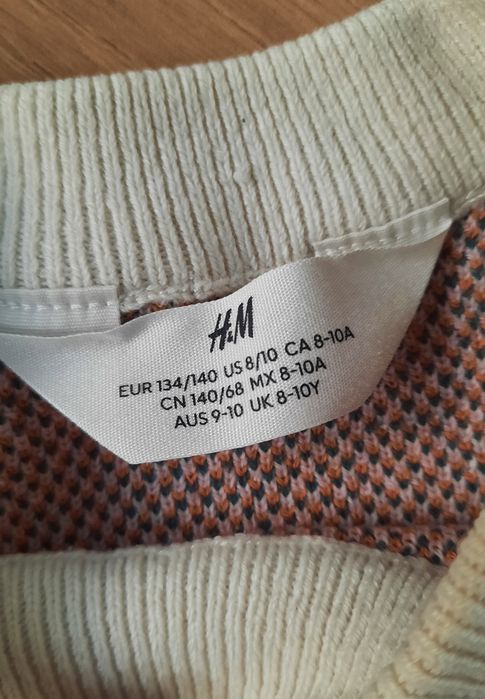 H&M
EUR 134/140 US 8/10 CA 8-10A
CN 140/68 MX 8-10A
AUS 9-10 UK 8-10Y